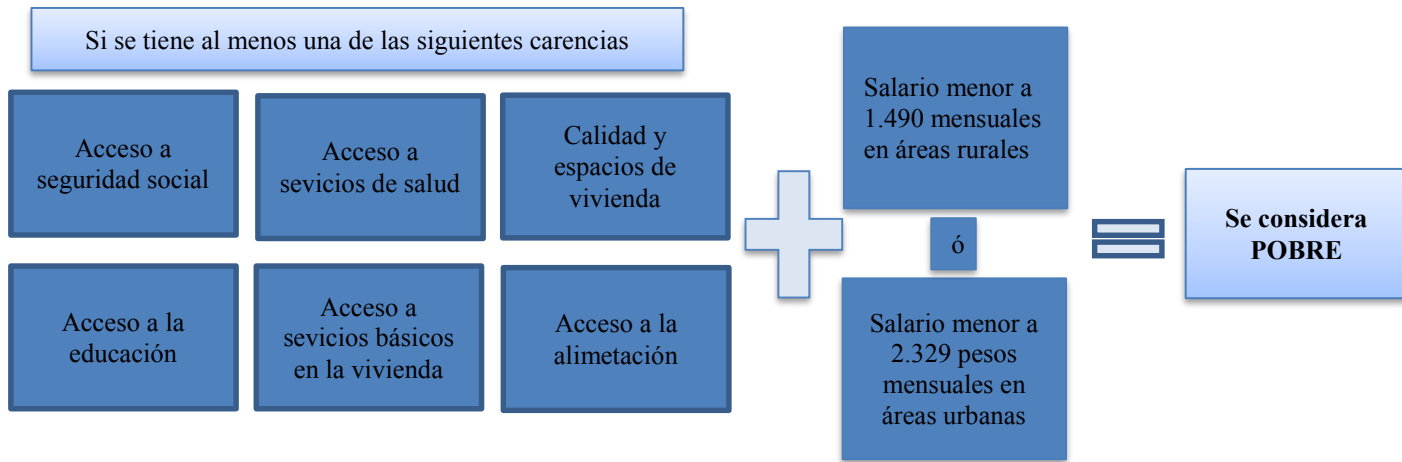 Si se tiene al menos una de las siguientes carencias
Acceso a
seguridad social
Acceso a
sevicios de salud
Calidad y
espacios de
vivienda
Acceso a la
educación
Acceso a
sevicios básicos
en la vivienda
Acceso a la
alimetación
Salario menor a
1.490 mensuales
en áreas rurales
ó
Salario menor a
2.329 pesos
mensuales en
áreas urbanas
Se considera
POBRE